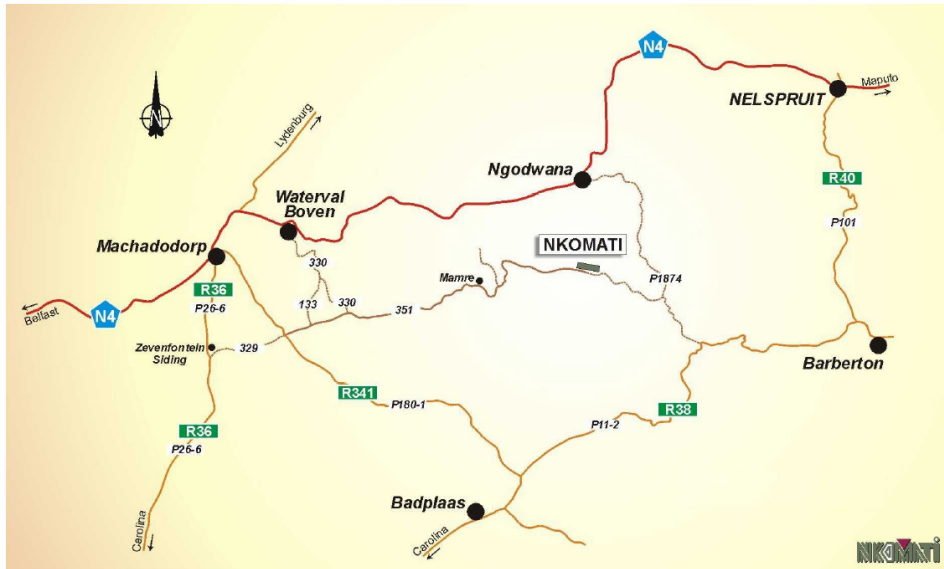 N4
Maputo
NELSPRUIT
N
Lydenburg
Ngodwana
R40
Waterval
Boven
P101
Machadodorp
NKOMATI
330
Mamre
P1874
R36
P26-6
133
330
351
Belfast
N4
Zevenfontein
Siding
329
Barberton
R341
P180-1
R38
P11-2
R36
P26-6
Badplaas
Carolina
Carolina
NKOMATI